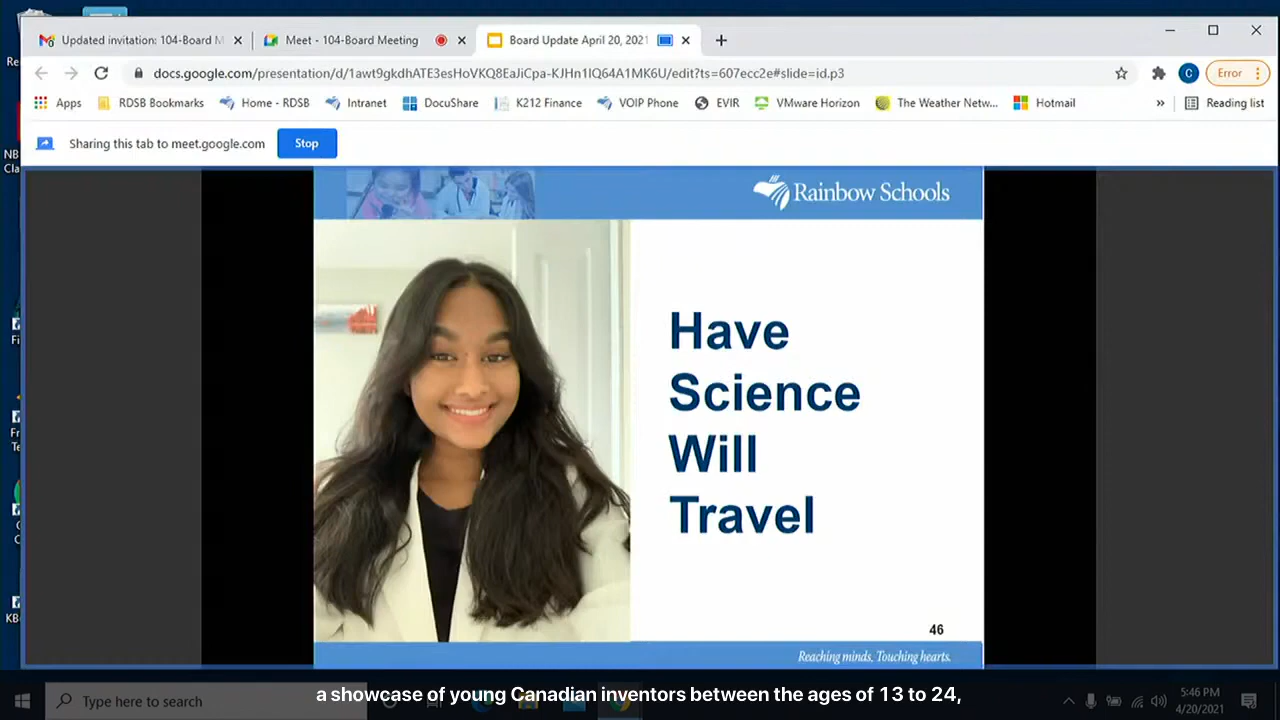 Updated invitation: 104-Board M
Meet - 104-Board Meeting
Board Update April 20, 2021
docs.google.com/presentation/d/1awt9gkdhATE3esHoVKQ8EaJiCpa-KJHn1IQ64A1MK6U/edit?ts=607ecc2e#slide=id.p3
C
Error
Apps
RDSB Bookmarks
Home - RDSB
Intranet
DocuShare
K212 Finance
VOIP Phone
EVIR
VMware Horizon
The Weather Netw...
Hotmail
»
Reading list
Sharing this tab to meet.google.com
Stop
Rainbow Schools
Have
Science
Will
Travel
46
Reaching minds. Touching hearts.
a showcase of young Canadian inventors between the ages of 13 to 24,
Type here to search
5:46 PM
4/20/2021